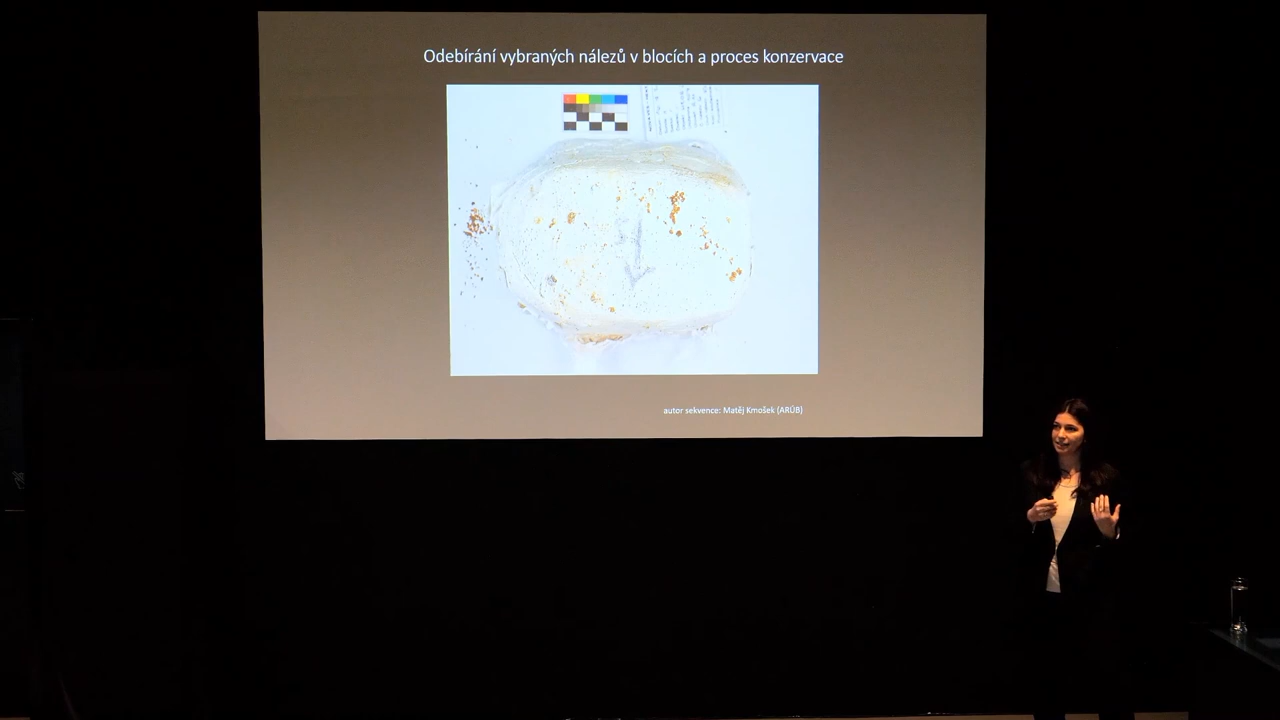 Odebírání vybraných nálezů v blocích a proces konzervace
autor sekvence: Matěj Kmošek (ARÚB)